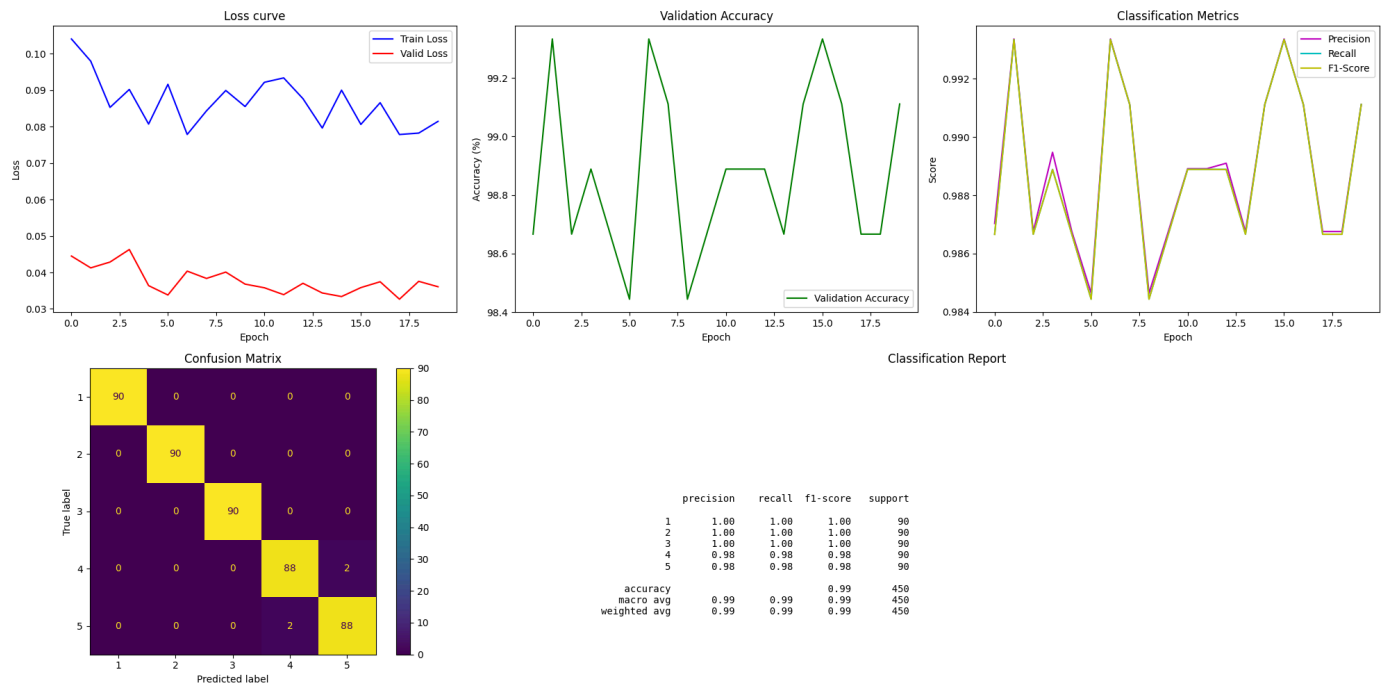 Loss curve
Train Loss
Valid Loss
0.10
0.09
0.08
0.07
0.06
0.05
0.04
0.03
Loss
0.0 2.5 5.0 7.5 10.0 12.5 15.0 17.5
Epoch
Validation Accuracy
99.2
99.0
98.8
98.6
98.4
Accuracy (%)
Validation Accuracy
0.0 2.5 5.0 7.5 10.0 12.5 15.0 17.5
Epoch
Classification Metrics
Precision
Recall
F1-Score
0.992
0.990
0.988
0.986
0.984
Score
0.0 2.5 5.0 7.5 10.0 12.5 15.0 17.5
Epoch
Confusion Matrix
1 90 0 0 0 0
2 0 90 0 0 0
3 0 0 90 0 0
4 0 0 0 88 2
5 0 0 0 2 88
True label
1 2 3 4 5
Predicted label
90
80
70
60
50
40
30
20
10
0
Classification Report
precision recall f1-score support
1 1.00 1.00 1.00 90
2 1.00 1.00 1.00 90
3 1.00 1.00 1.00 90
4 0.98 0.98 0.98 90
5 0.98 0.98 0.98 90
accuracy 0.99 450
macro avg 0.99 0.99 0.99 450
weighted avg 0.99 0.99 0.99 450